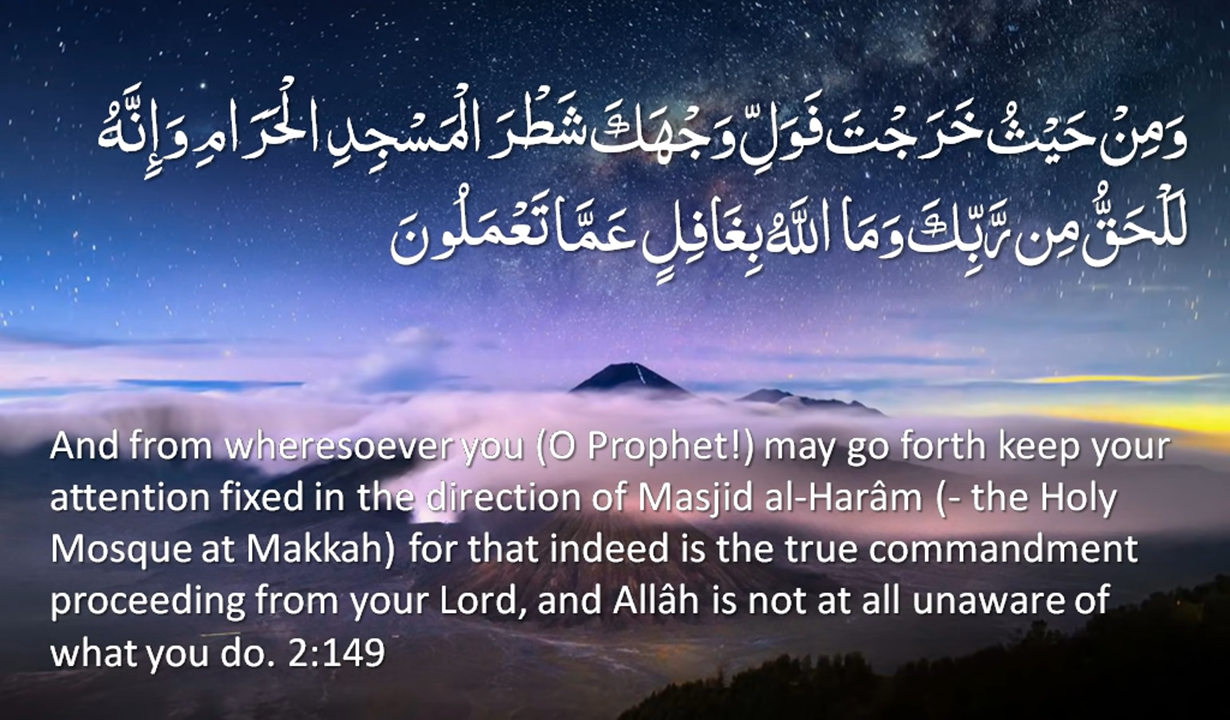 وَمِنْ حَيْثُ خَرَجْتَ فَوَلِّ وَجْهَكَ شَطْرَ الْمَسْجِدِ الْحَرَامِ وَإِنَّهُ
لَلْحَقُّ مِن رَّبِّكَ وَمَا اللَّهُ بِغَافِلٍ عَمَّا تَعْمَلُونَ
And from wheresoever you (O Prophet!) may go forth keep your
attention fixed in the direction of Masjid al-Harâm (- the Holy
Mosque at Makkah) for that indeed is the true commandment
proceeding from your Lord, and Allâh is not at all unaware of
what you do. 2:149